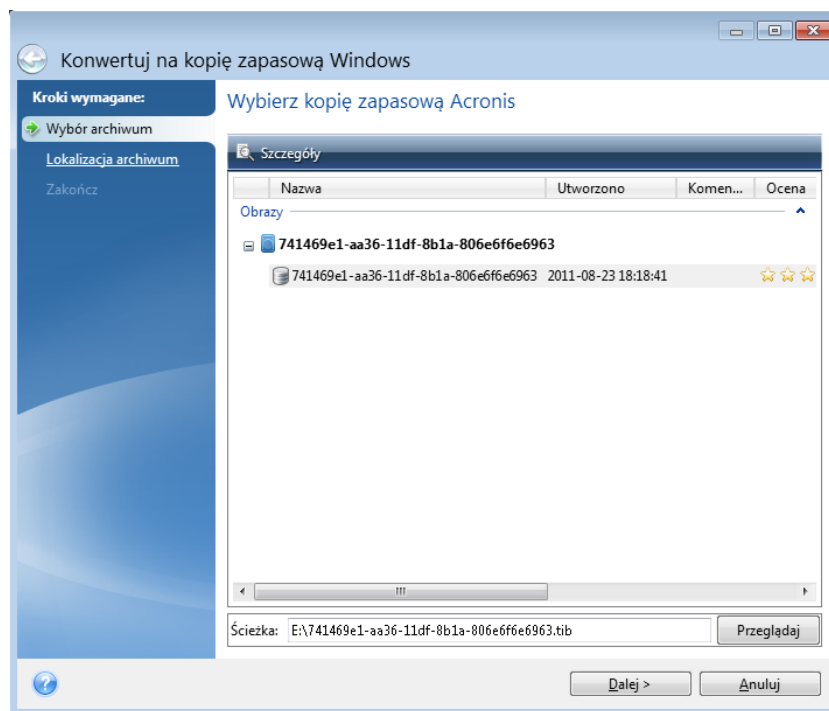 Konwertuj na kopię zapasową Windows
Kroki wymagane:
Wybór archiwum
Lokalizacja archiwum
Zakończ
Wybierz kopię zapasową Acronis
Szczegóły
Nazwa Utworzono Komen... Ocena
Obrazy
741469e1-aa36-11df-8b1a-806e6f6e6963
741469e1-aa36-11df-8b1a-806e6f6e6963 2011-08-23 18:18:41
Ścieżka: E:\741469e1-aa36-11df-8b1a-806e6f6e6963.tib Przeglądaj
Dalej > Anuluj